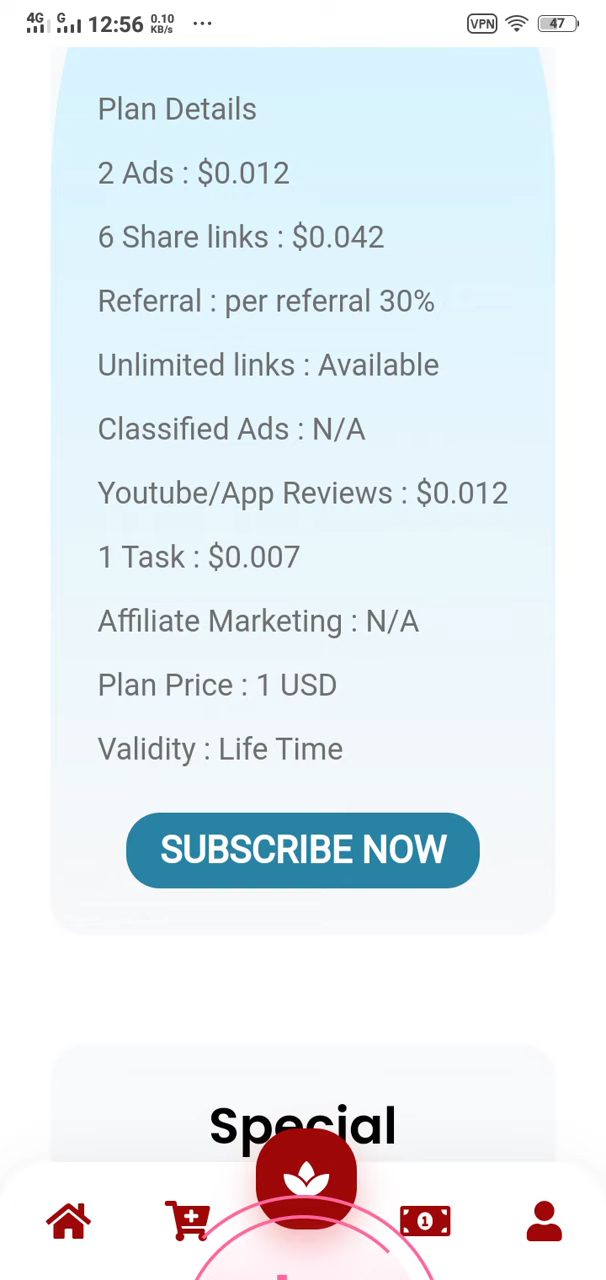 4G G 12:56 0.10 KB/s ... VPN 47
Plan Details
2 Ads : $0.012
6 Share links : $0.042
Referral : per referral 30%
Unlimited links : Available
Classified Ads : N/A
Youtube/App Reviews : $0.012
1 Task : $0.007
Affiliate Marketing : N/A
Plan Price : 1 USD
Validity : Life Time
SUBSCRIBE NOW
Special
1